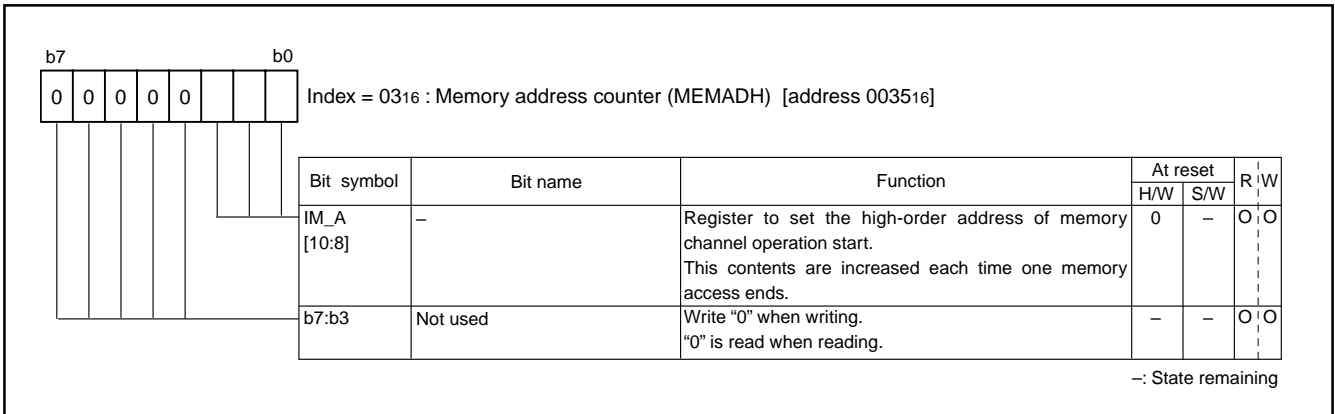 b7 b0
0 0 0 0 0
Index = 0316 : Memory address counter (MEMADH) [address 003516]
Bit symbol Bit name Function At reset R W
H/W S/W
IM_A – Register to set the high-order address of memory 0 – O O
[10:8] channel operation start.
This contents are increased each time one memory
access ends.
b7:b3 Not used Write “0” when writing. – – O O
“0” is read when reading.
–: State remaining